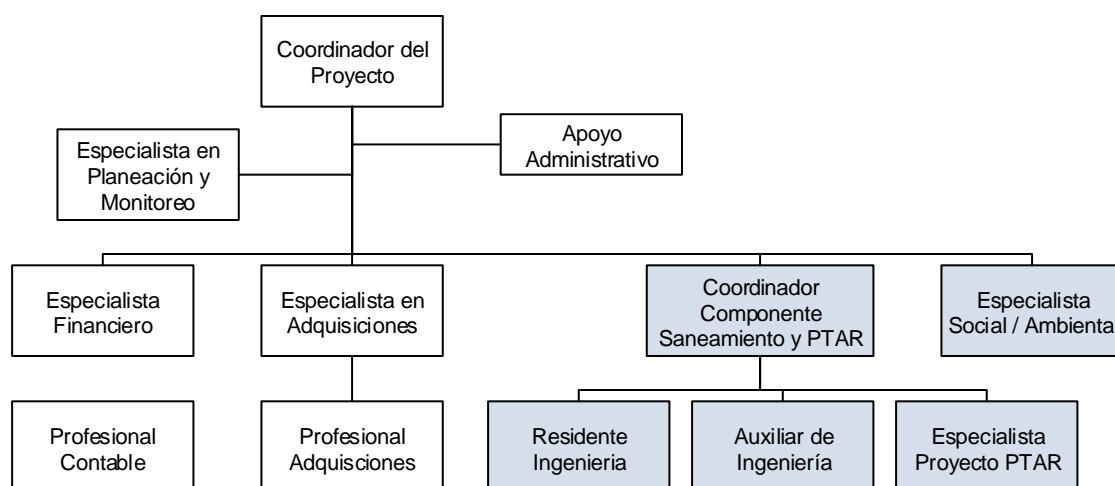 Coordinador del
Proyecto
Apoyo
Administrativo
Especialista en
Planeación y
Monitoreo
Especialista
Financiero
Especialista en
Adquisiciones
Coordinador
Componente
Saneamiento y PTAR
Especialista
Social / Ambienta
Profesional
Contable
Profesional
Adquisciones
Residente
Ingenieria
Auxiliar de
Ingeniería
Especialista
Proyecto PTAR